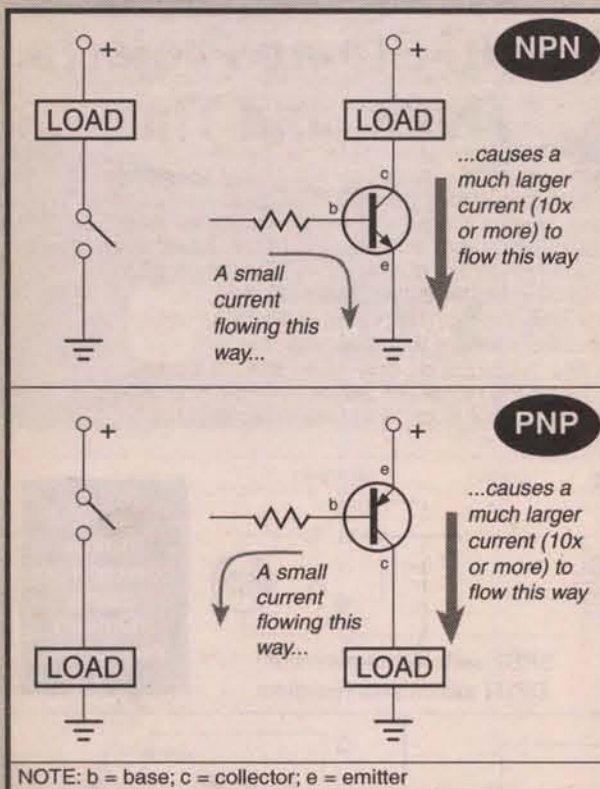 +
+
NPN
LOAD
LOAD
...causes a
much larger
current (10x
or more) to
flow this way
c
b
e
A small
current
flowing this
way...
+
+
PNP
e
b
c
...causes a
much larger
current (10x
or more) to
flow this way
A small
current
flowing this
way...
LOAD
LOAD
NOTE: b = base; c = collector; e = emitter